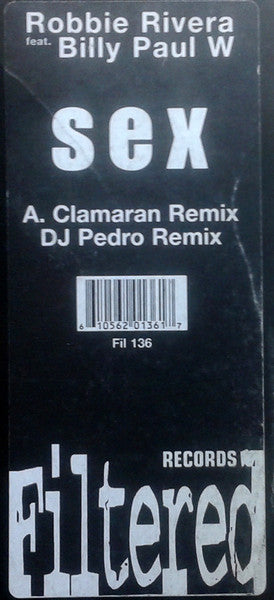 Robbie Rivera
feat. Billy Paul W
sex
A. Clamaran Remix
DJ Pedro Remix
6 10562 01361 7
Fil 136
RECORDS
Filtered